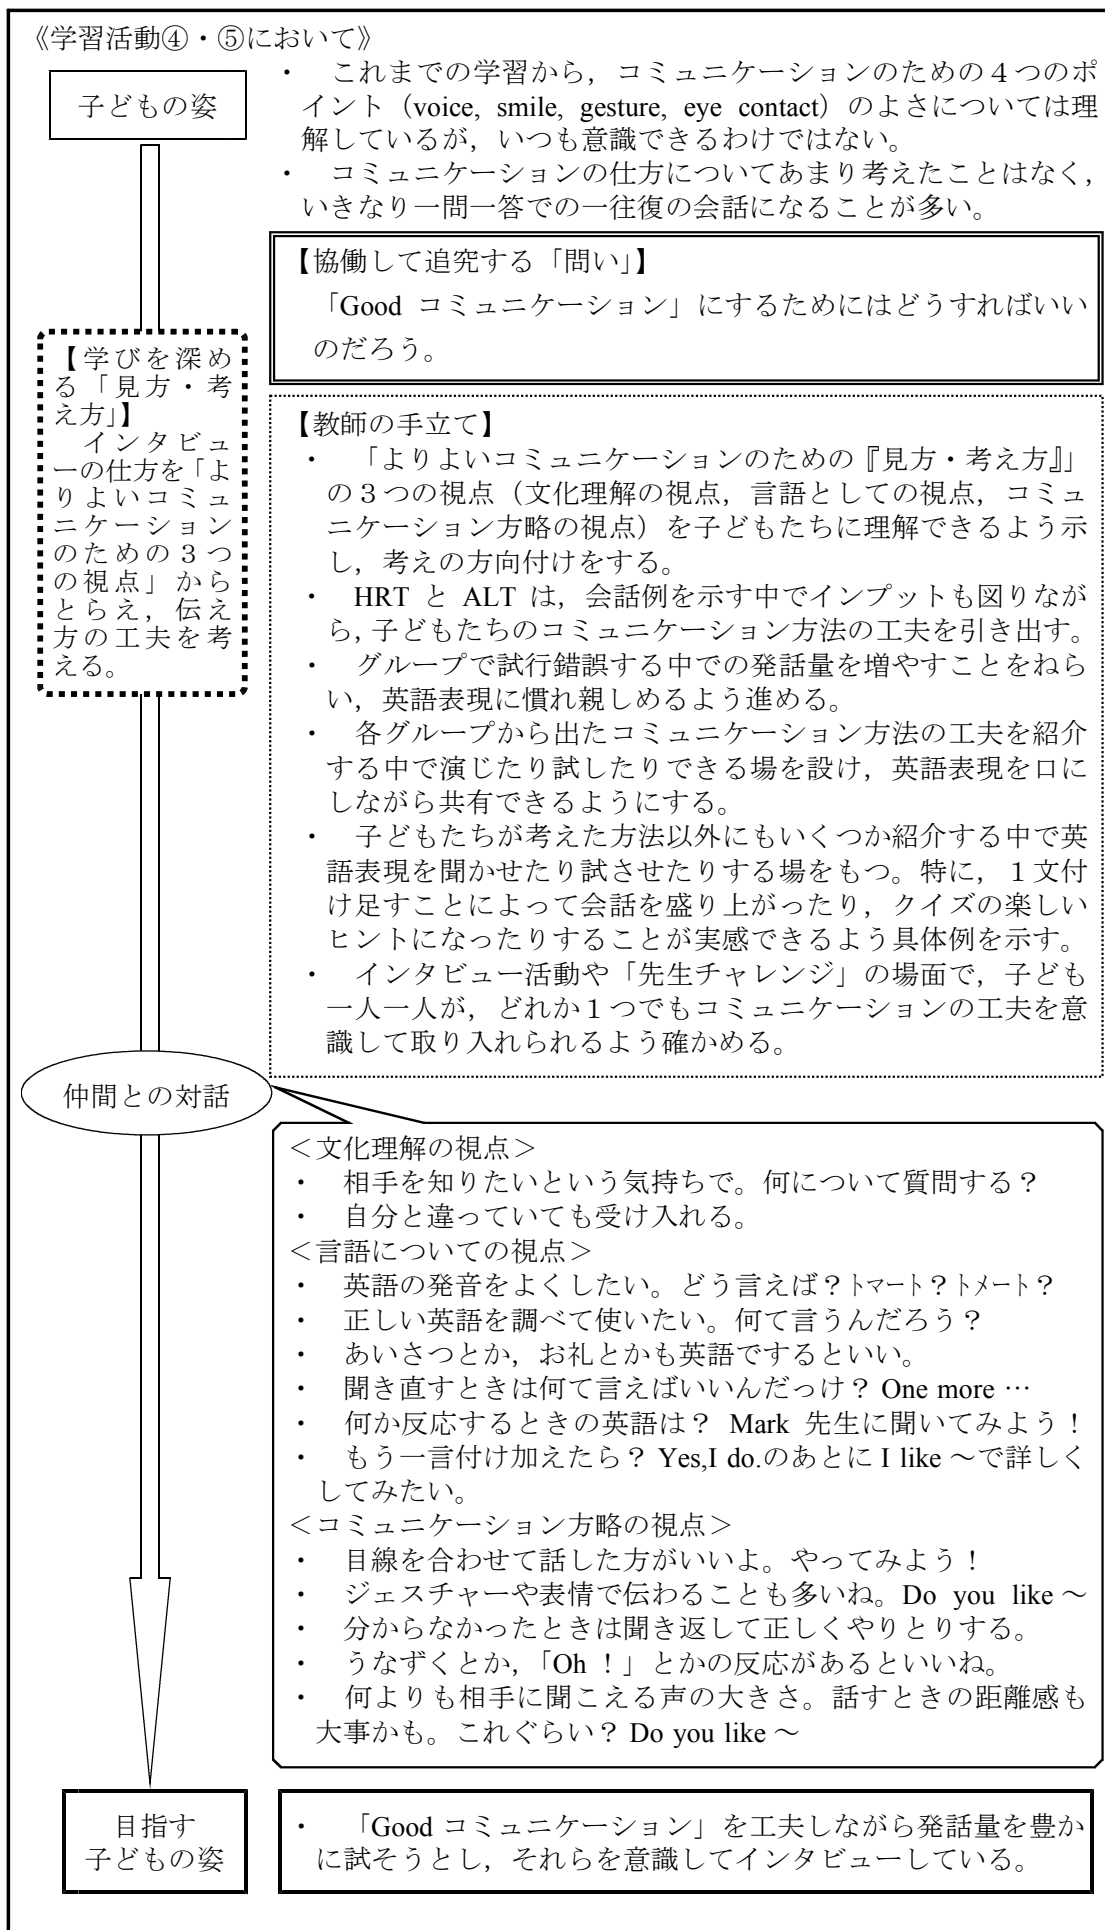 《学習活動④・⑤において》
子どもの姿
・　これまでの学習から，コミュニケーションのための４つのポ
イント（voice, smile, gesture, eye contact）のよさについては理
解しているが，いつも意識できるわけではない。
・　コミュニケーションの仕方についてあまり考えたことはなく，
いきなり一問一答での一往復の会話になることが多い。
【協働して追究する「問い」】
「Good コミュニケーション」にするためにはどうすればいい
のだろう。
【学びを深め
る「見方・考
え方」】
インタビュ
ーの仕方を「よ
りよいコミュ
ニケーション
のための３つ
の視点」から
とらえ，伝え
方の工夫を考
える。
【教師の手立て】
・　「よりよいコミュニケーションのための『見方・考え方』」
の３つの視点（文化理解の視点，言語としての視点，コミュ
ニケーション方略の視点）を子どもたちに理解できるよう示
し，考えの方向付けをする。
・　HRT と ALT は，会話例を示す中でインプットも図りなが
ら，子どもたちのコミュニケーション方法の工夫を引き出す。
・　グループで試行錯誤する中での発話量を増やすことをねら
い，英語表現に慣れ親しめるよう進める。
・　各グループから出たコミュニケーション方法の工夫を紹介
する中で演じたり試したりできる場を設け，英語表現を口に
しながら共有できるようにする。
・　子どもたちが考えた方法以外にもいくつか紹介する中で英
語表現を聞かせたり試させたりする場をもつ。特に，１文付
け足すことによって会話を盛り上がったり，クイズの楽しい
ヒントになったりすることが実感できるよう具体例を示す。
・　インタビュー活動や「先生チャレンジ」の場面で，子ども
一人一人が，どれか１つでもコミュニケーションの工夫を意
識して取り入れられるよう確かめる。
仲間との対話
＜文化理解の視点＞
・　相手を知りたいという気持ちで。何について質問する？
・　自分と違っていても受け入れる。
＜言語についての視点＞
・　英語の発音をよくしたい。どう言えば？ﾄﾏｰﾄ？ﾄﾒｰﾄ？
・　正しい英語を調べて使いたい。何て言うんだろう？
・　あいさつとか，お礼とかも英語でするといい。
・　聞き直すときは何て言えばいいんだっけ？ One more …
・　何か反応するときの英語は？ Mark 先生に聞いてみよう！
・　もう一言付け加えたら？ Yes,I do.のあとに I like ～で詳しく
してみたい。
＜コミュニケーション方略の視点＞
・　目線を合わせて話した方がいいよ。やってみよう！
・　ジェスチャーや表情で伝わることも多いね。Do you like ～
・　分からなかったときは聞き返して正しくやりとりする。
・　うなずくとか，「Oh ！」とかの反応があるといいね。
・　何よりも相手に聞こえる声の大きさ。話すときの距離感も
大事かも。これぐらい？ Do you like ～
目指す
子どもの姿
・　「Good コミュニケーション」を工夫しながら発話量を豊か
に試そうとし，それらを意識してインタビューしている。